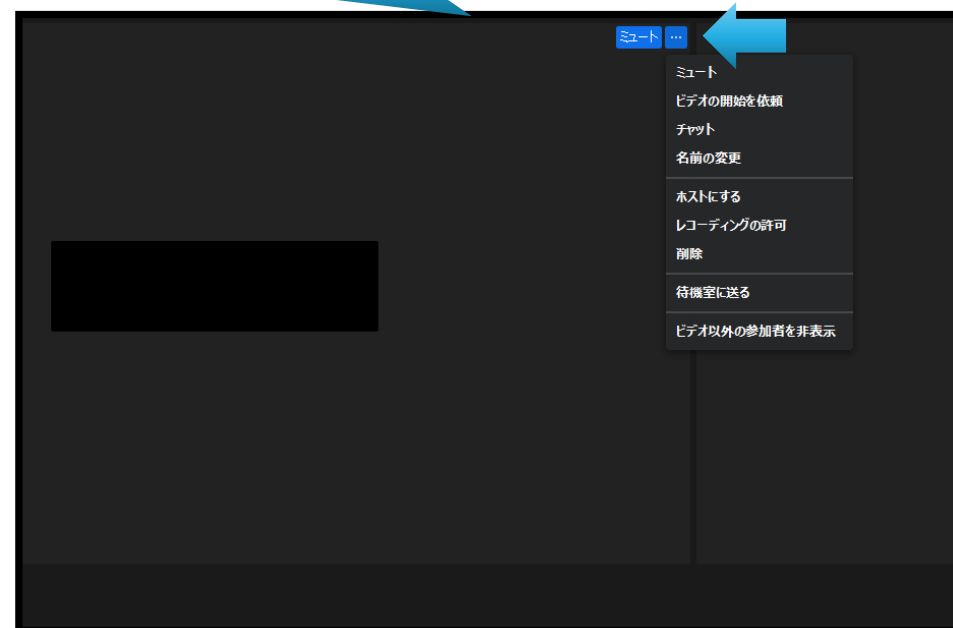 ミュート ...
ミュート
ビデオの開始を依頼
チャット
名前の変更
ホストにする
レコーディングの許可
削除
待機室に送る
ビデオ以外の参加者を非表示